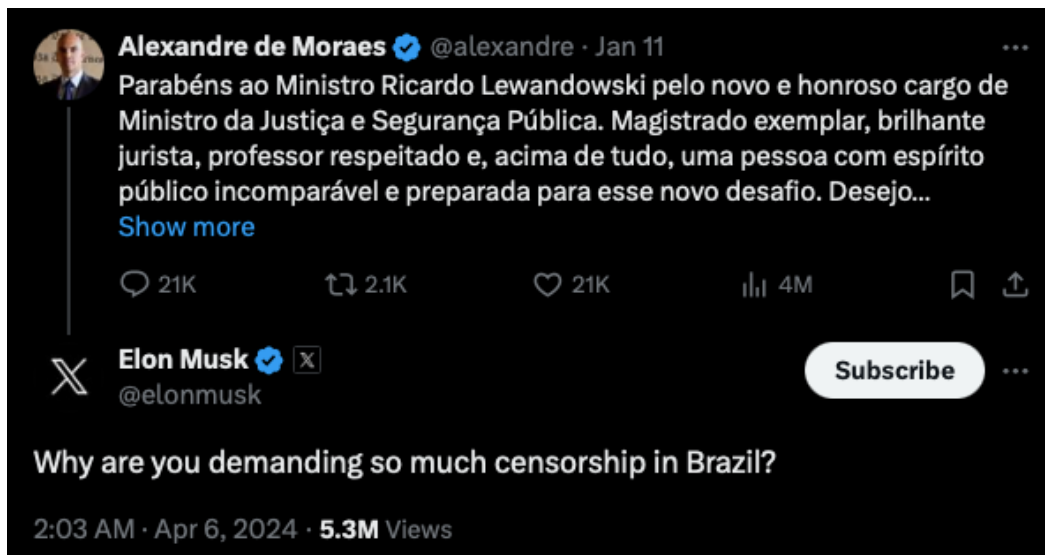 Alexandre de Moraes @alexandre · Jan 11
Parabéns ao Ministro Ricardo Lewandowski pelo novo e honroso cargo de
Ministro da Justiça e Segurança Pública. Magistrado exemplar, brilhante
jurista, professor respeitado e, acima de tudo, uma pessoa com espírito
público incomparável e preparada para esse novo desafio. Desejo...
Show more
21K 2.1K 21K 4M
Elon Musk
Subscribe
@elonmusk
Why are you demanding so much censorship in Brazil?
2:03 AM · Apr 6, 2024 · 5.3M Views